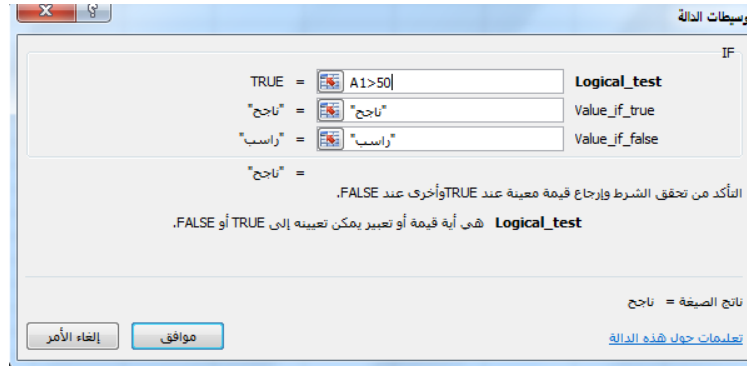 وسيطات الدالة
IF
Logical_test A1>50 = TRUE
Value_if_true "ناجح" = "ناجح"
Value_if_false "راسب" = "راسب"
= "ناجح"
التأكد من تحقق الشرط وإرجاع قيمة معينة عند TRUEوأخرى عند FALSE.
Logical_test هي أية قيمة أو تعبير يمكن تعيينه إلى TRUE أو FALSE.
ناتج الصيغة = ناجح
تعليمات حول هذه الدالة
موافق
إلغاء الأمر